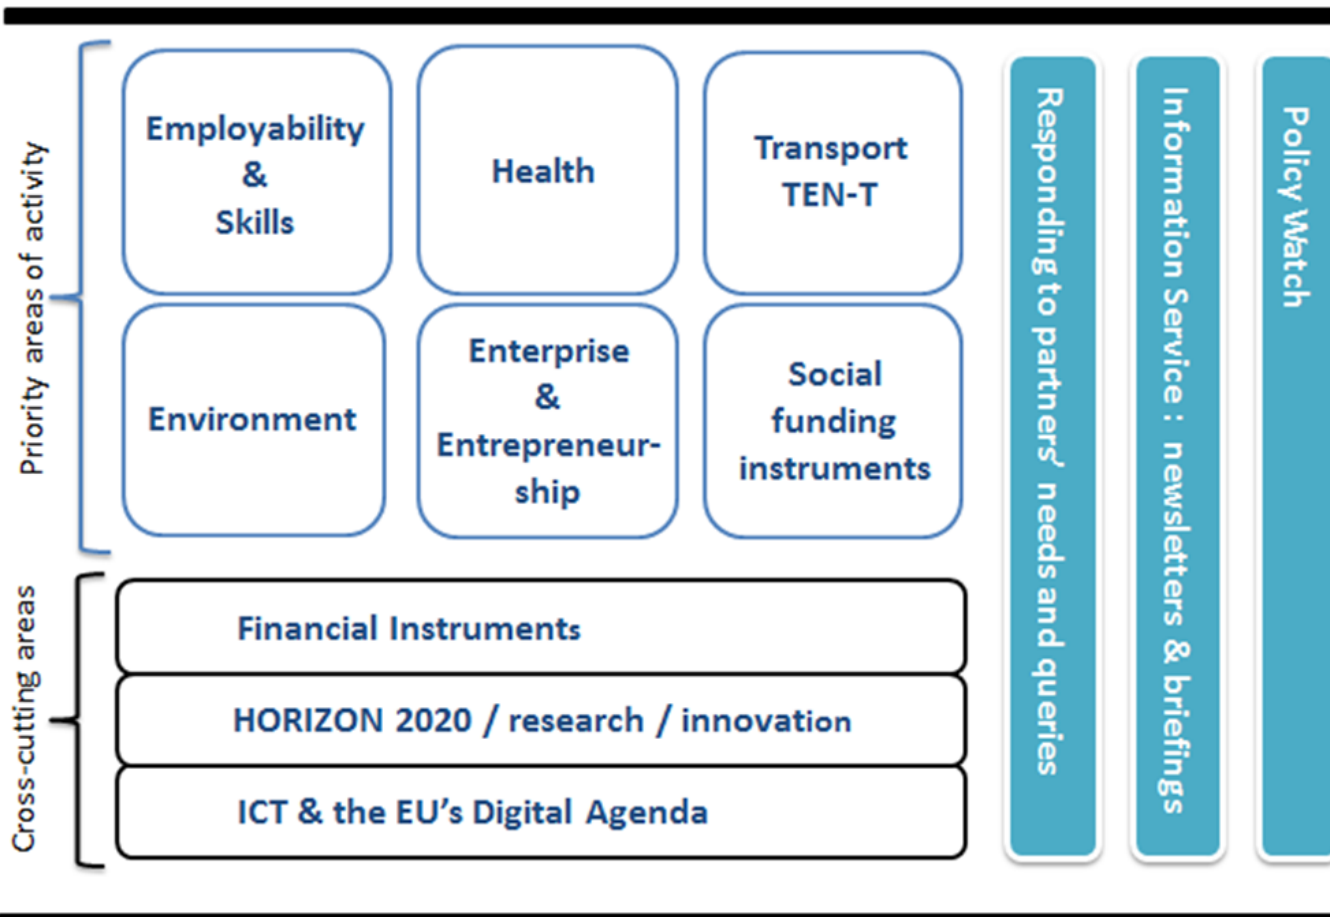 Priority areas of activity
Employability
&
Skills
Health
Transport
TEN-T
Environment
Enterprise
&
Entrepreneur-
ship
Social
funding
instruments
Cross-cutting areas
Financial Instruments
HORIZON 2020 / research / innovation
ICT & the EU’s Digital Agenda
Responding to partners’ needs and queries
Information Service : newsletters & briefings
Policy Watch